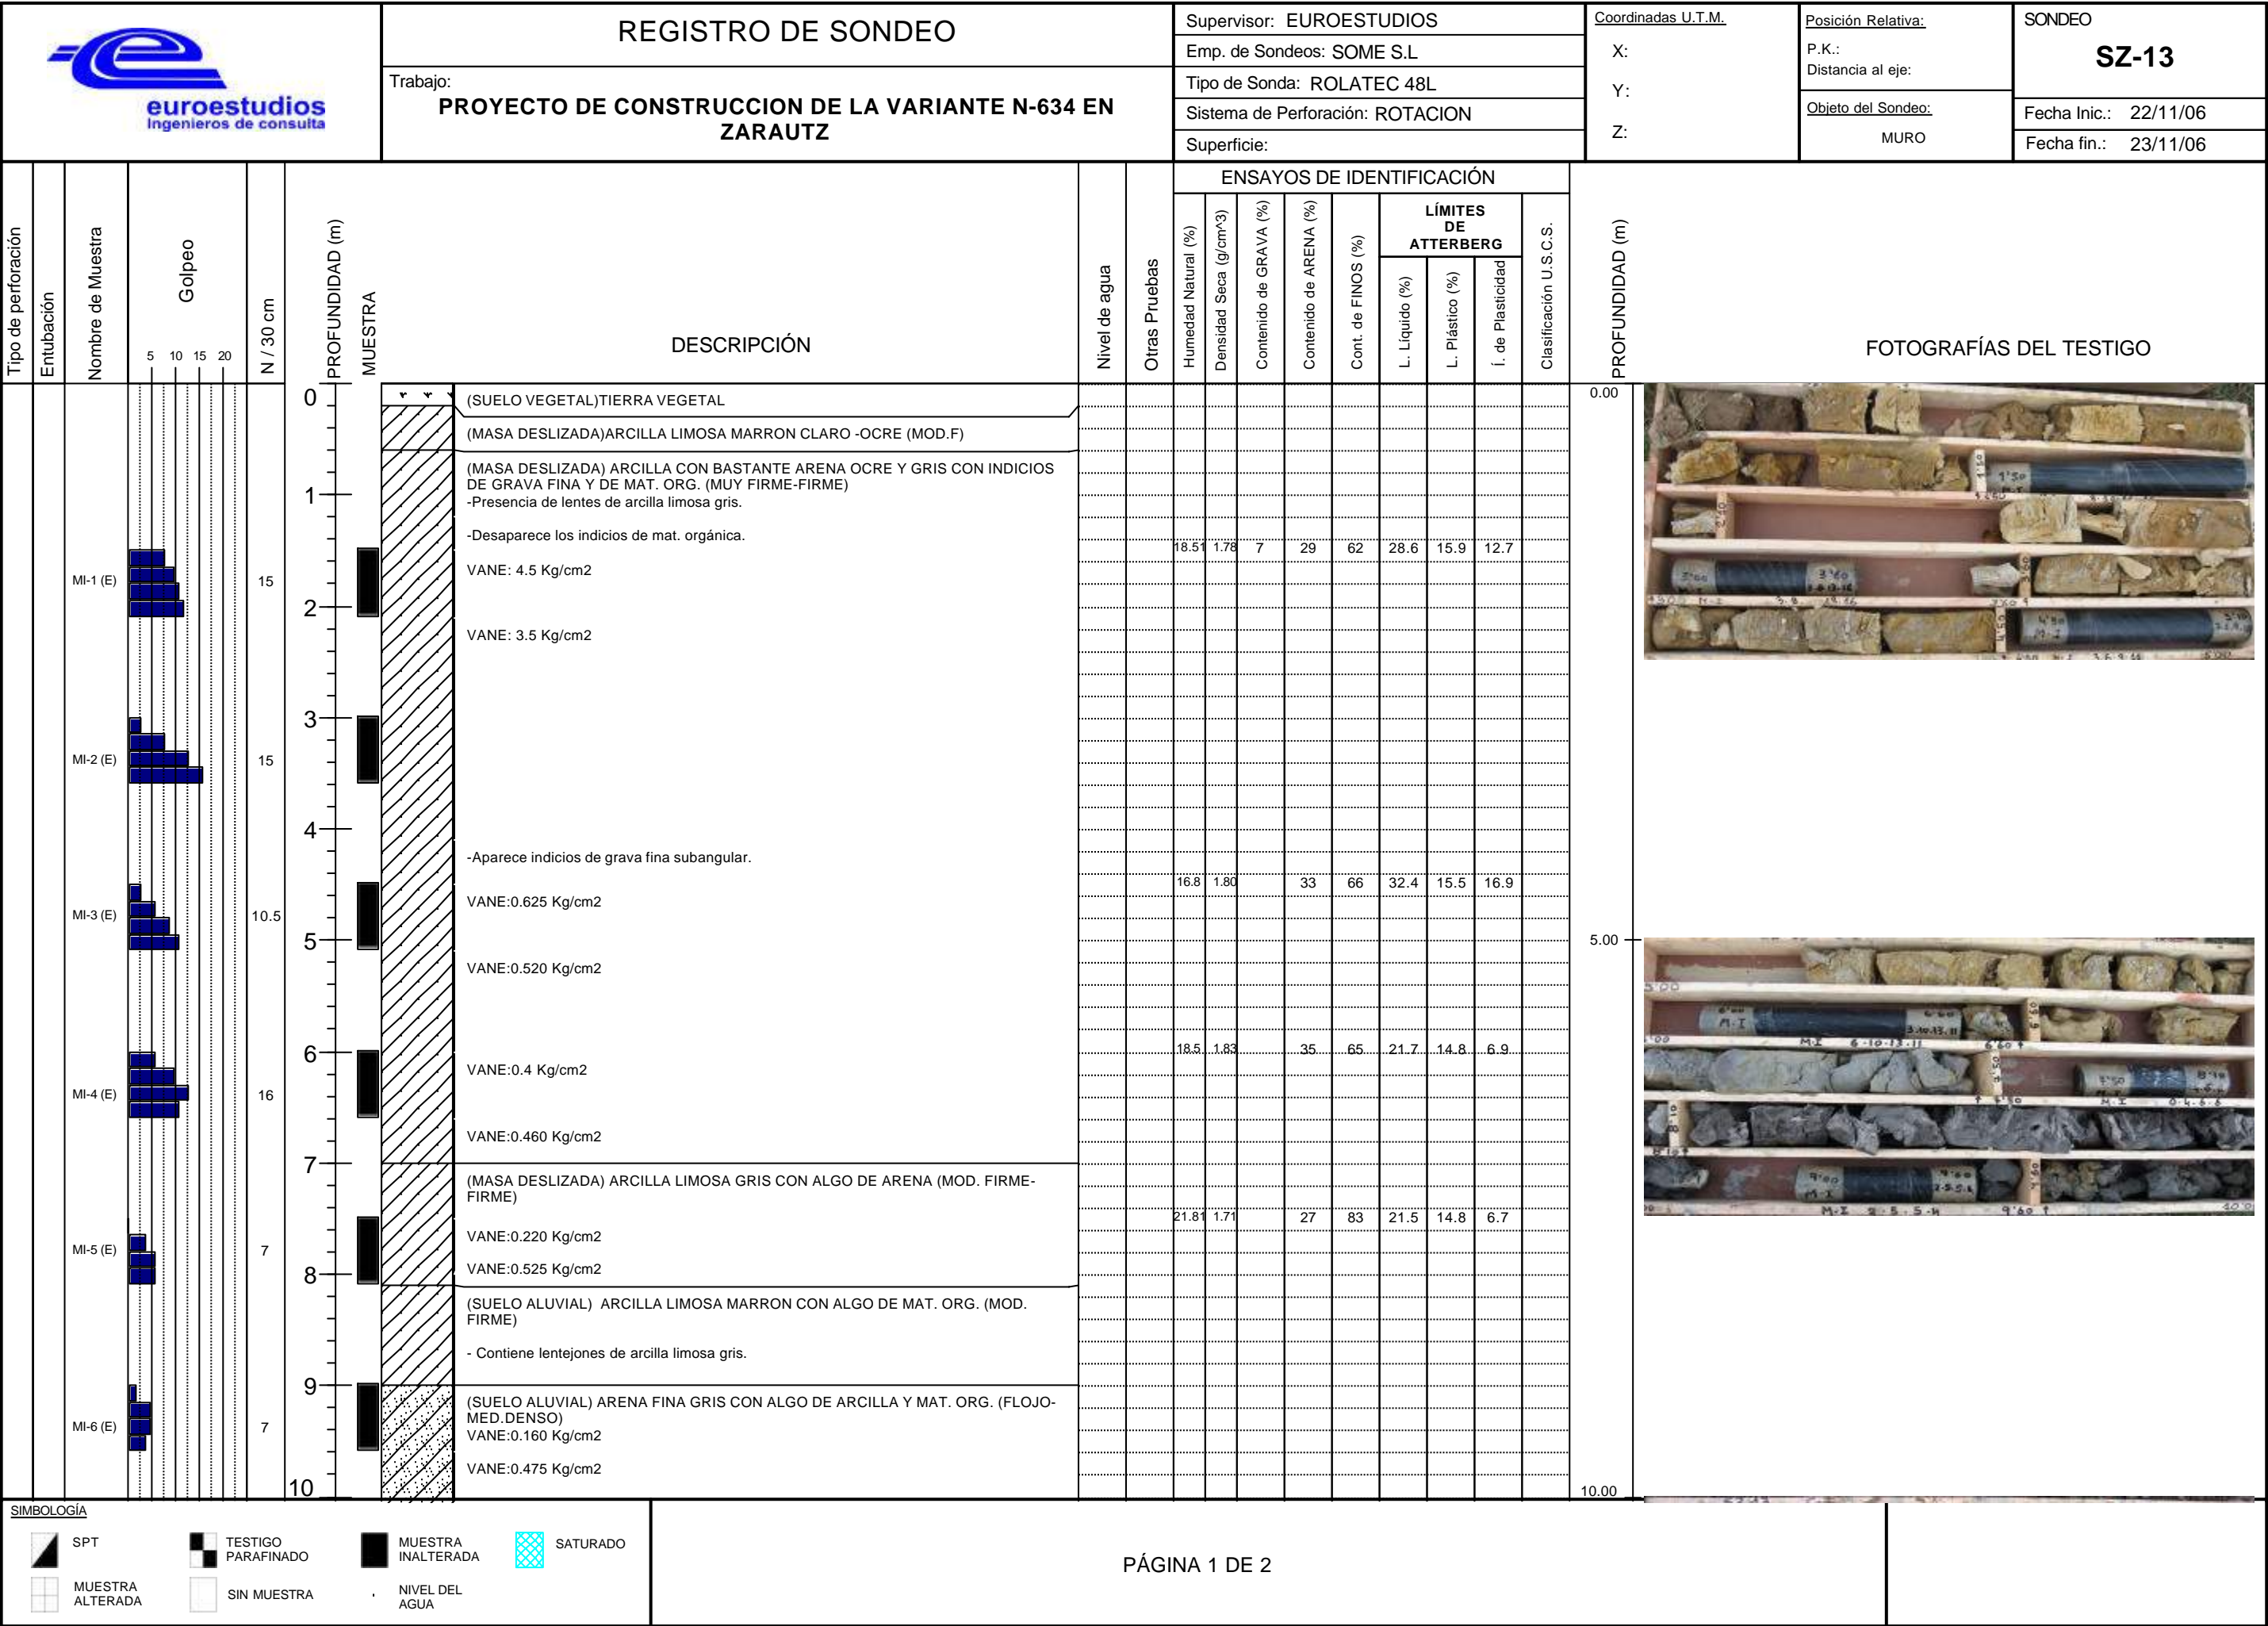 euroestudios
Ingenieros de consulta
REGISTRO DE SONDEO
Trabajo:
PROYECTO DE CONSTRUCCION DE LA VARIANTE N-634 EN
ZARAUTZ
Supervisor: EUROESTUDIOS
Emp. de Sondeos: SOME S.L
Tipo de Sonda: ROLATEC 48L
Sistema de Perforación: ROTACION
Superficie:
Coordinadas U.T.M.
X:
Y:
Z:
Posición Relativa:
P.K.:
Distancia al eje:
Objeto del Sondeo:
MURO
SONDEO
SZ-13
Fecha Inic.: 22/11/06
Fecha fin.: 23/11/06
Tipo de perforación
Entubación
Nombre de Muestra
Golpeo
5 10 15 20
N / 30 cm
PROFUNDIDAD (m)
MUESTRA
DESCRIPCIÓN
Nivel de agua
Otras Pruebas
ENSAYOS DE IDENTIFICACIÓN
Humedad Natural (%)
Densidad Seca (g/cm^3)
Contenido de GRAVA (%)
Contenido de ARENA (%)
Cont. de FINOS (%)
LÍMITES
DE
ATTERBERG
L. Líquido (%)
L. Plástico (%)
Í. de Plasticidad
Clasificación U.S.C.S.
PROFUNDIDAD (m)
FOTOGRAFÍAS DEL TESTIGO
0
(SUELO VEGETAL)TIERRA VEGETAL
0.00
(MASA DESLIZADA)ARCILLA LIMOSA MARRON CLARO -OCRE (MOD.F)
(MASA DESLIZADA) ARCILLA CON BASTANTE ARENA OCRE Y GRIS CON INDICIOS
DE GRAVA FINA Y DE MAT. ORG. (MUY FIRME-FIRME)
1
-Presencia de lentes de arcilla limosa gris.
-Desaparece los indicios de mat. orgánica.
18.51 1.78 7 29 62 28.6 15.9 12.7
MI-1 (E) 15
VANE: 4.5 Kg/cm2
2
VANE: 3.5 Kg/cm2
3
MI-2 (E) 15
4
-Aparece indicios de grava fina subangular.
16.8 1.80 33 66 32.4 15.5 16.9
VANE:0.625 Kg/cm2
MI-3 (E) 10.5
5
5.00
VANE:0.520 Kg/cm2
6
18.5 1.83 35 65 21.7 14.8 6.9
VANE:0.4 Kg/cm2
MI-4 (E) 16
VANE:0.460 Kg/cm2
7
(MASA DESLIZADA) ARCILLA LIMOSA GRIS CON ALGO DE ARENA (MOD. FIRME-
FIRME)
21.81 1.71 27 83 21.5 14.8 6.7
VANE:0.220 Kg/cm2
MI-5 (E) 7
VANE:0.525 Kg/cm2
8
(SUELO ALUVIAL) ARCILLA LIMOSA MARRON CON ALGO DE MAT. ORG. (MOD.
FIRME)
- Contiene lentejones de arcilla limosa gris.
9
(SUELO ALUVIAL) ARENA FINA GRIS CON ALGO DE ARCILLA Y MAT. ORG. (FLOJO-
MED.DENSO)
MI-6 (E) 7
VANE:0.160 Kg/cm2
VANE:0.475 Kg/cm2
10
10.00
SIMBOLOGÍA
SPT
TESTIGO
PARAFINADO
MUESTRA
INALTERADA
SATURADO
MUESTRA
ALTERADA
SIN MUESTRA
NIVEL DEL
AGUA
PÁGINA 1 DE 2